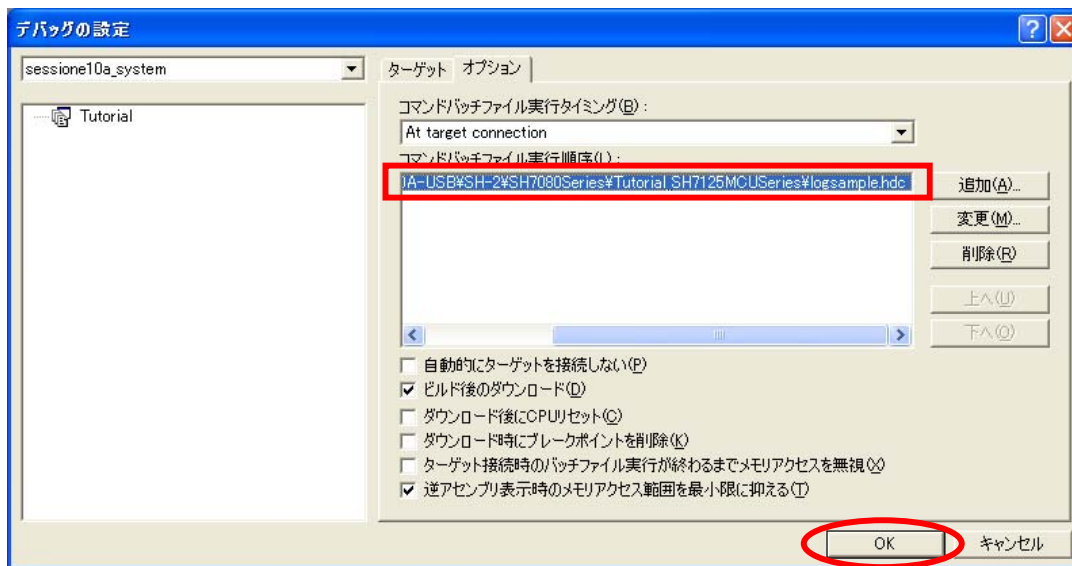 デバッグの設定
sessione10a_system
Tutorial
ターゲット
オプション
コマンドバッチファイル実行タイミング(B) :
At target connection
コマンドバッチファイル実行順序(L) :
)A-USB¥SH-2¥SH7080Series¥Tutorial_SH7125MCUSeries¥logsample.hdc
追加(A)...
変更(M)...
削除(R)
上へ(U)
下へ(O)
自動的にターゲットを接続しない(P)
ビルド後のダウンロード(D)
ダウンロード後にCPUリセット(C)
ダウンロード時にブレークポイントを削除(K)
ターゲット接続時のバッチファイル実行が終わるまでメモリアクセスを無視(X)
逆アセンブリ表示時のメモリアクセス範囲を最小限に抑える(T)
OK
キャンセル